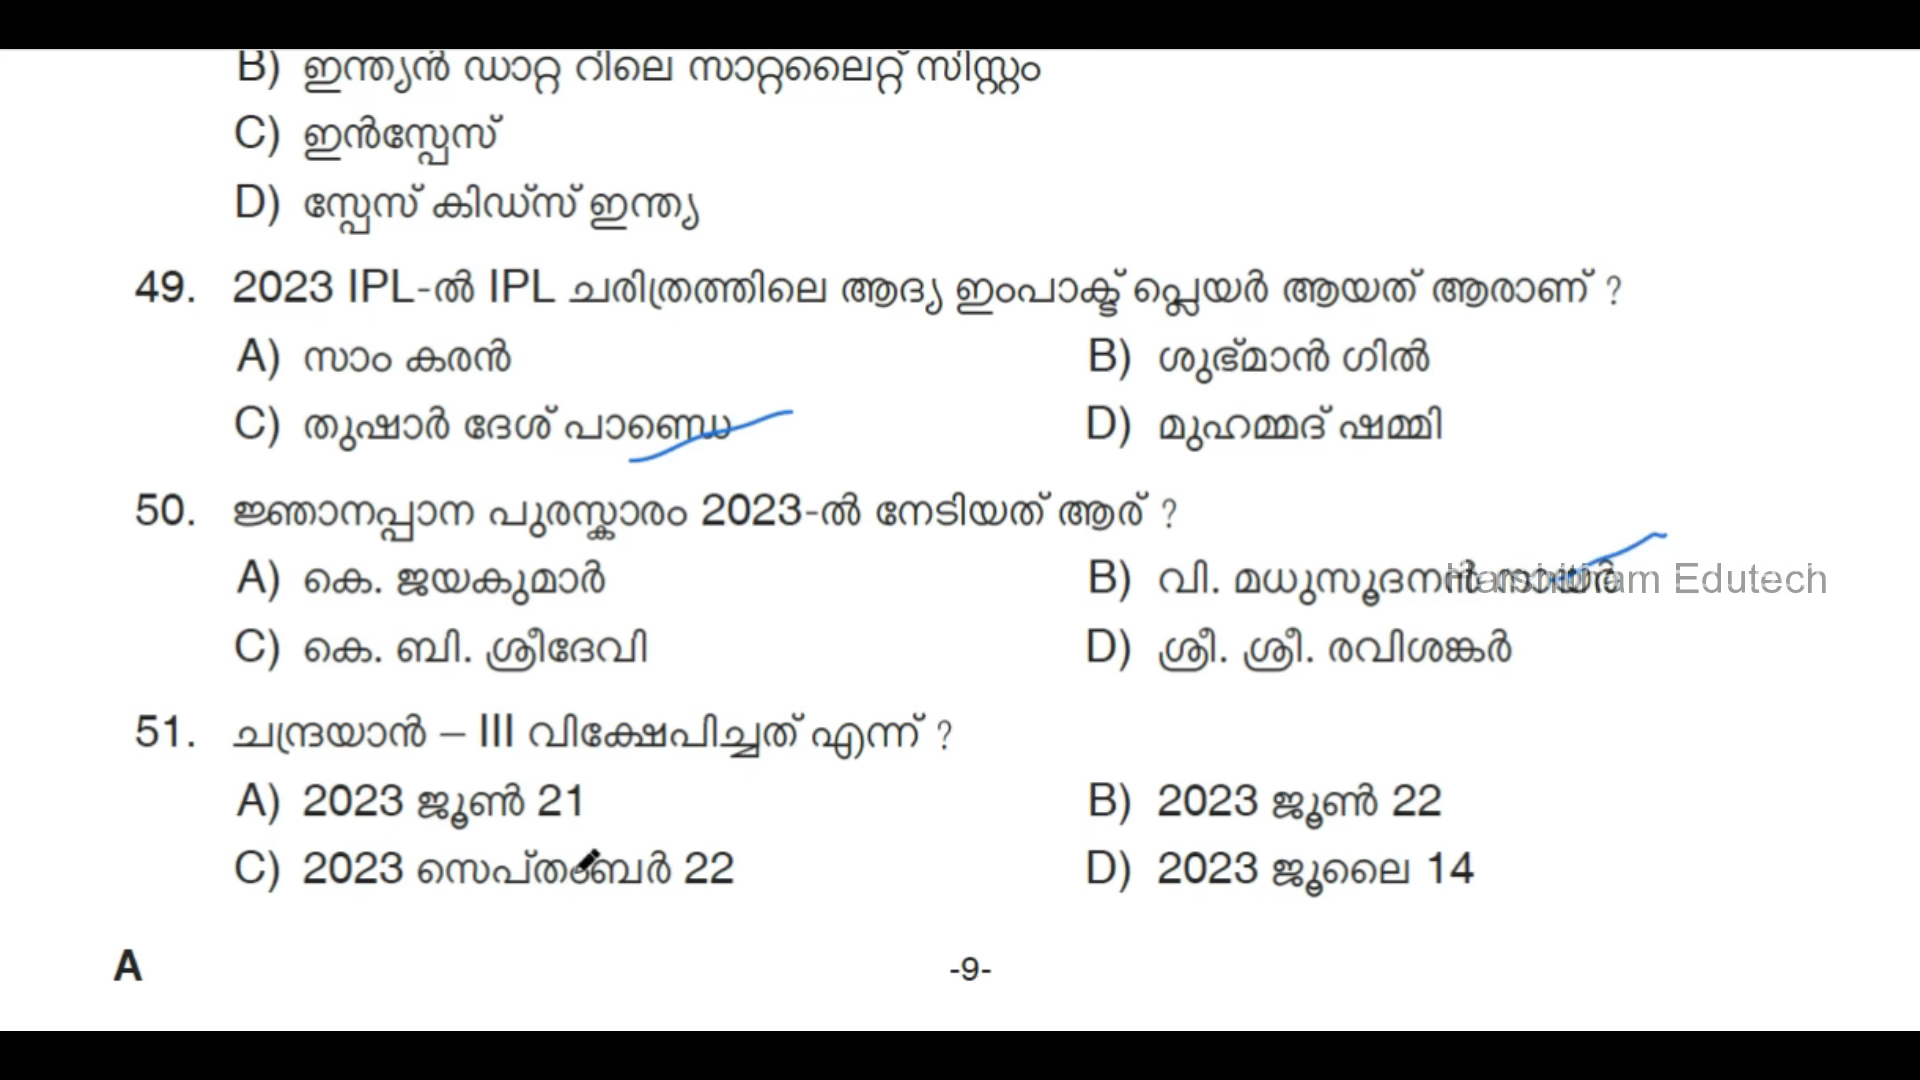 B) ഇന്ത്യൻ ഡാറ്റ റിലെ സാറ്റലൈറ്റ് സിസ്റ്റം
C) ഇൻസ്പേസ്
D) സ്പേസ് കിഡ്സ് ഇന്ത്യ
49. 2023 IPL-ൽ IPL ചരിത്രത്തിലെ ആദ്യ ഇംപാക്ട് പ്ലെയർ ആയത് ആരാണ് ?
A) സാം കരൻ B) ശുഭ്മാൻ ഗിൽ
C) തുഷാർ ദേശ് പാണ്ഡെ D) മുഹമ്മദ് ഷമ്മി
50. ജ്ഞാനപ്പാന പുരസ്കാരം 2023-ൽ നേടിയത് ആര് ?
A) കെ. ജയകുമാർ B) വി. മധുസൂദനൻ നായർ Harshitham Edutech
C) കെ. ബി. ശ്രീദേവി D) ശ്രീ. ശ്രീ. രവിശങ്കർ
51. ചന്ദ്രയാൻ – III വിക്ഷേപിച്ചത് എന്ന് ?
A) 2023 ജൂൺ 21 B) 2023 ജൂൺ 22
C) 2023 സെപ്തംബർ 22 D) 2023 ജൂലൈ 14
A -9-